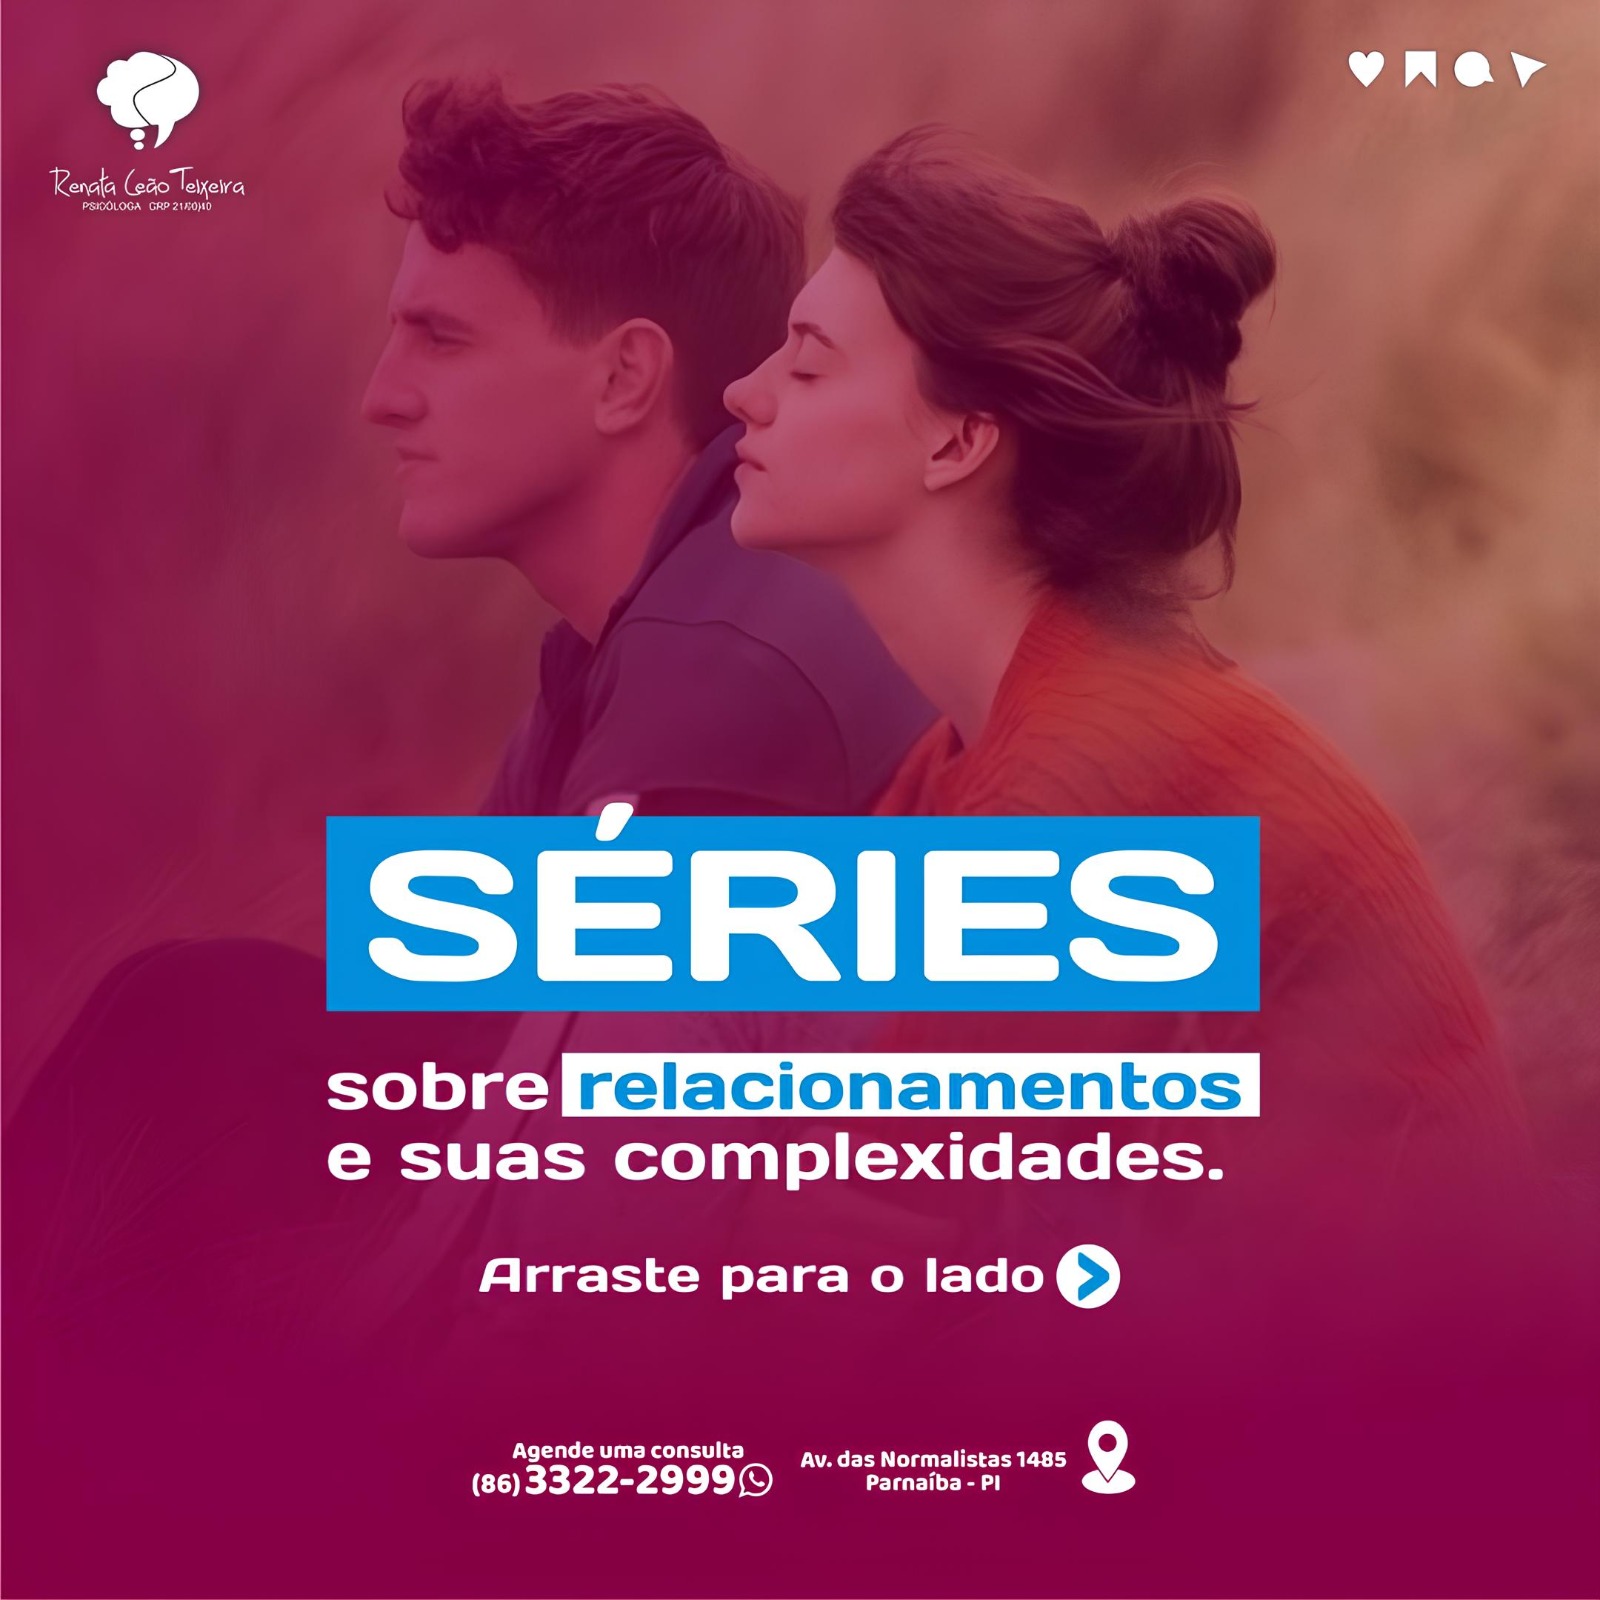 Renata Leão Teixeira
PSICÓLOGA CRP
SÉRIES
sobre relacionamentos
e suas complexidades.
Arraste para o lado
Agende uma consulta
(86) 3322-2999
Av. das Normalistas 1485
Parnaíba - PI